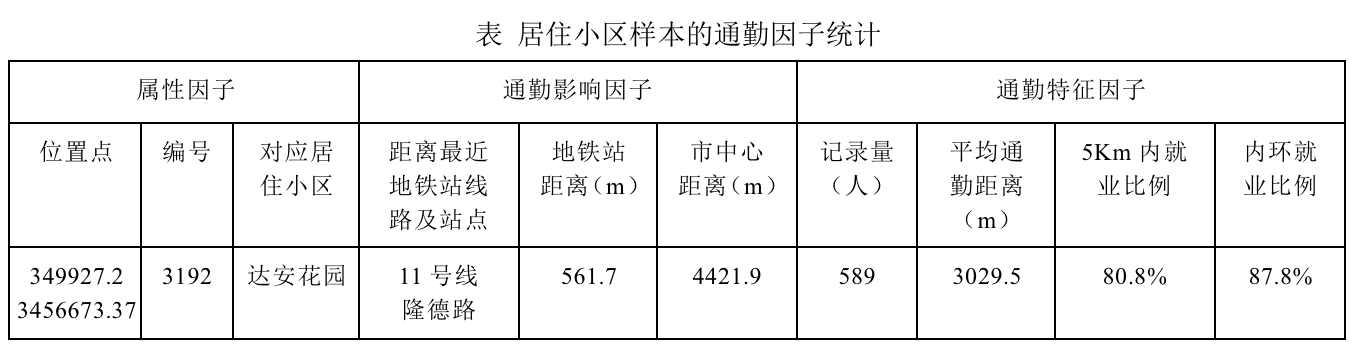 表 居住小区样本的通勤因子统计
属性因子 通勤影响因子 通勤特征因子
位置点 编号 对应居 距离最近 地铁站 市中心 记录量 平均通 5Km 内就 内环就
住小区 地铁站线 距离（m） 距离（m） （人） 勤距离 业比例 业比例
路及站点 （m）
349927.2 3192 达安花园 11 号线 561.7 4421.9 589 3029.5 80.8% 87.8%
3456673.37 隆德路